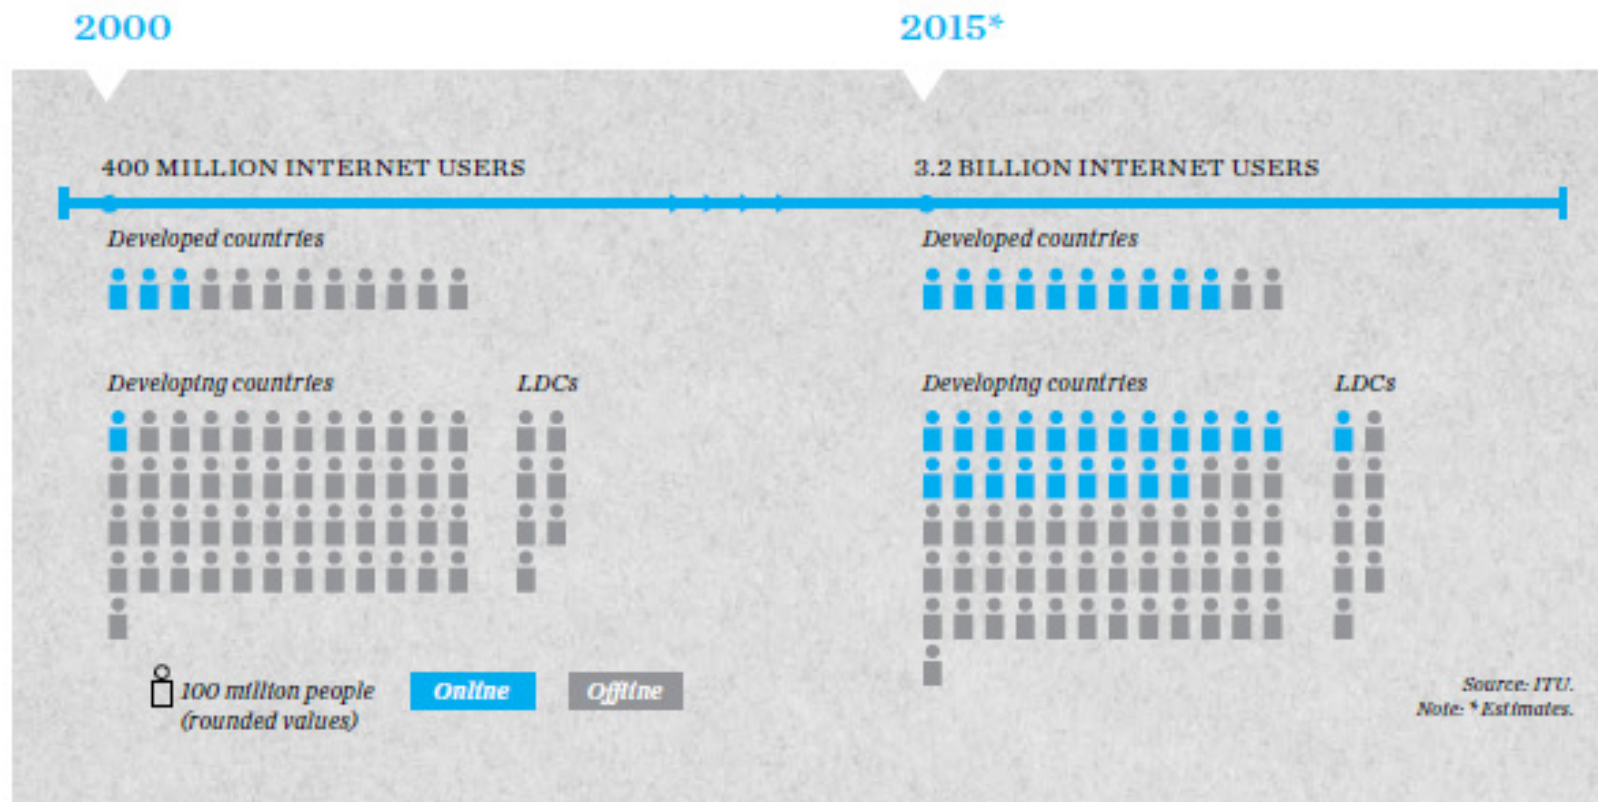 2000
2015*
400 MILLION INTERNET USERS
3.2 BILLION INTERNET USERS
Developed countries
Developed countries
Developing countries
LDCs
Developing countries
LDCs
100 million people
(rounded values)
Online
Offline
Source: ITU.
Note: * Estimates.